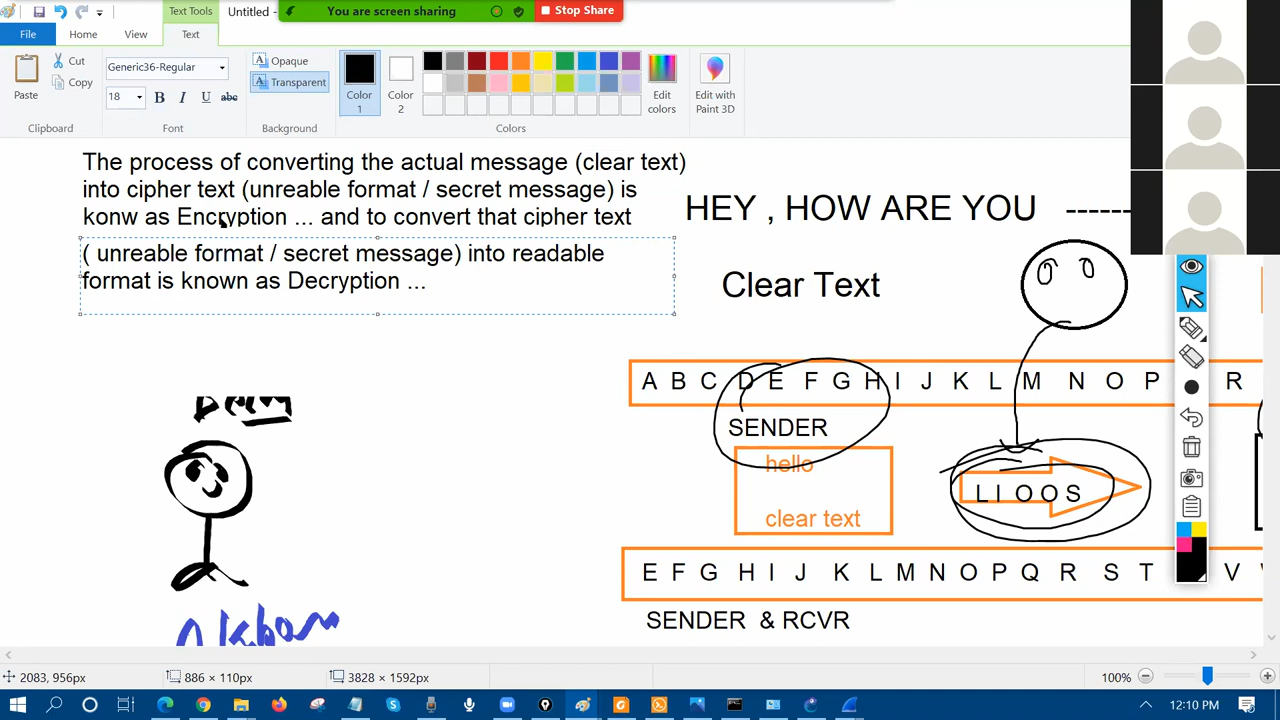 Text Tools
Untitled -
You are screen sharing
Stop Share
File
Home
View
Text
Paste
Cut
Copy
Clipboard
Generic36-Regular
18
B I U abc
Font
Opaque
Transparent
Background
Color 1
Color 2
Edit colors
Colors
Edit with Paint 3D
The process of converting the actual message (clear text)
into cipher text (unreable format / secret message) is
konw as Encryption ... and to convert that cipher text
( unreable format / secret message) into readable
format is known as Decryption ...
HEY , HOW ARE YOU ------
Clear Text
A B C D E F G H I J K L M N O P R
SENDER
hello
clear text
L I O O S
E F G H I J K L M N O P Q R S T V
SENDER & RCVR
2083, 956px
886 × 110px
3828 × 1592px
100%
12:10 PM